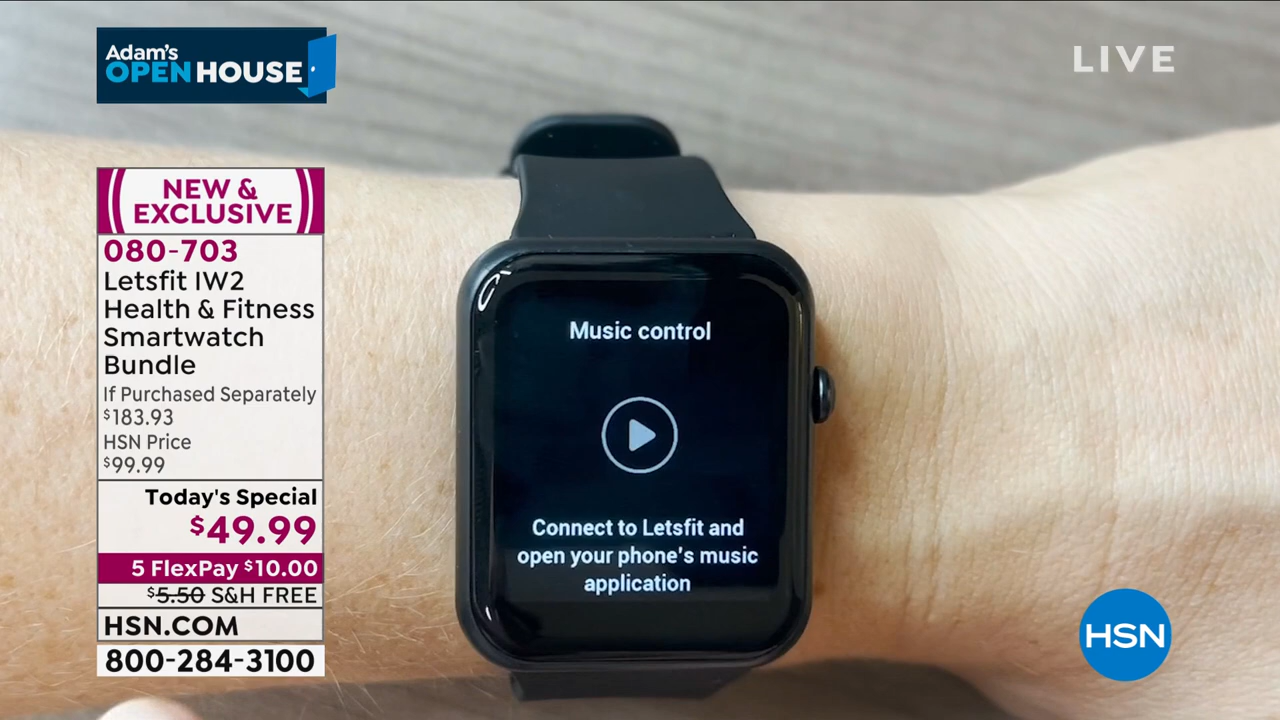 Adam's
OPEN HOUSE
LIVE
NEW &
EXCLUSIVE
080-703
Letsfit IW2
Health & Fitness
Smartwatch
Bundle
If Purchased Separately
$183.93
HSN Price
$99.99
Today's Special
$49.99
5 FlexPay $10.00
$5.50 S&H FREE
HSN.COM
800-284-3100
Music control
Connect to Letsfit and
open your phone's music
application
HSN